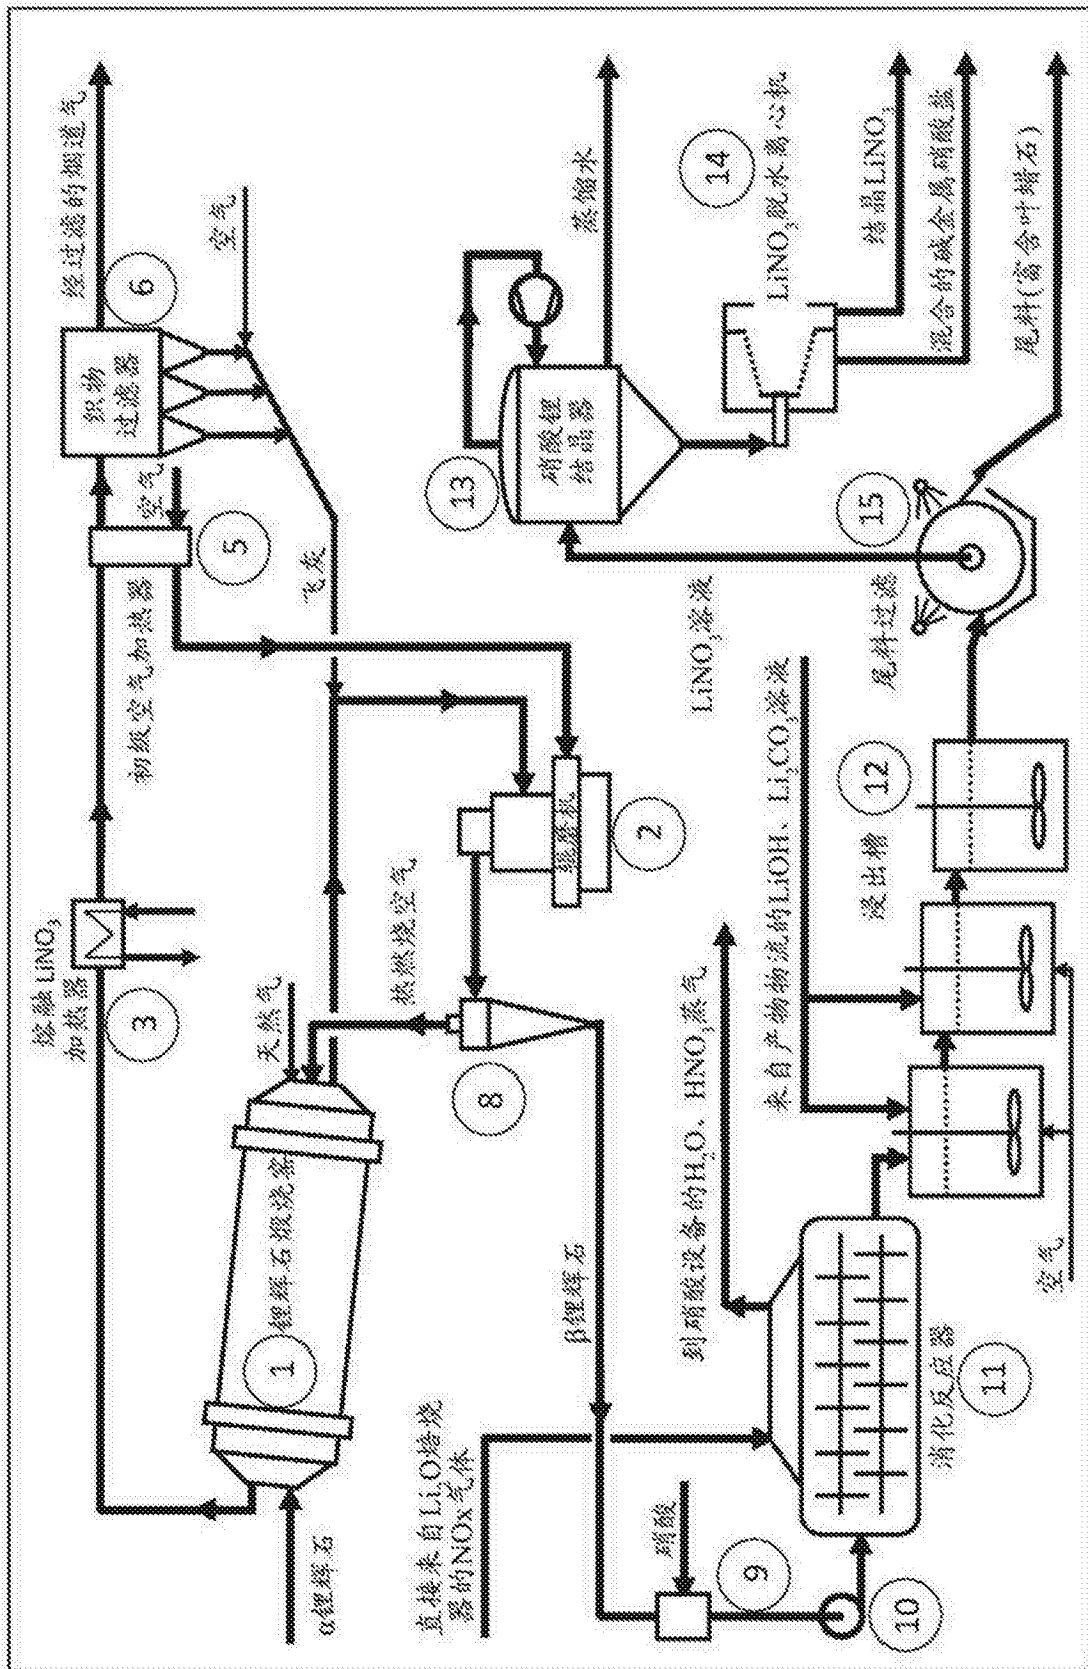 经过滤的烟道气
空气
6
织物
过滤器
空气
5
初级空气加热器
飞灰
熔融LiNO₃
加热器
3
天然气
热燃烧空气
辊磨机
2
8
锂辉石煅烧窑
1
α锂辉石
β锂辉石
蒸馏水
14
LiNO₃脱水离心机
结晶LiNO₃
混合的碱金属硝酸盐
尾料(富含叶蜡石)
13
硝酸锂
结晶器
15
尾料过滤
LiNO₃溶液
来自产物物流的LiOH、Li₂CO₃溶液
12
浸出槽
到硝酸设备的H₂O、HNO₃蒸气
空气
直接来自Li₂O焙烧
器的NOx气体
硝酸
9
10
消化反应器
11